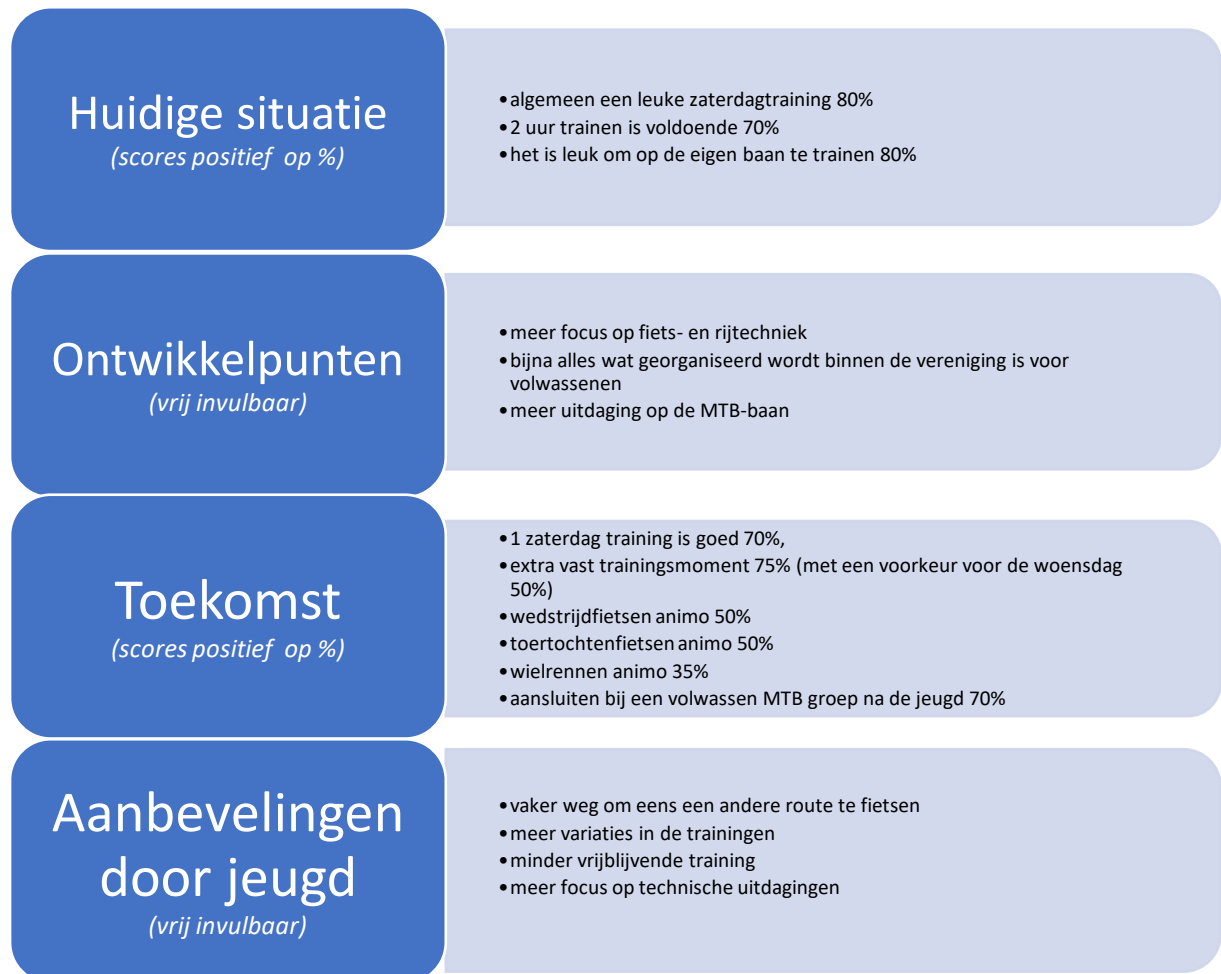 Huidige situatie
(scores positief op %)
•algemeen een leuke zaterdagtraining 80%
•2 uur trainen is voldoende 70%
•het is leuk om op de eigen baan te trainen 80%
Ontwikkelpunten
(vrij invulbaar)
•meer focus op fiets- en rijtechniek
•bijna alles wat georganiseerd wordt binnen de vereniging is voor
volwassenen
•meer uitdaging op de MTB-baan
Toekomst
(scores positief op %)
•1 zaterdag training is goed 70%,
•extra vast trainingsmoment 75% (met een voorkeur voor de woensdag
50%)
•wedstrijdfietsen animo 50%
•toertochtenfietsen animo 50%
•wielrennen animo 35%
•aansluiten bij een volwassen MTB groep na de jeugd 70%
Aanbevelingen
door jeugd
(vrij invulbaar)
•vaker weg om eens een andere route te fietsen
•meer variaties in de trainingen
•minder vrijblijvende training
•meer focus op technische uitdagingen